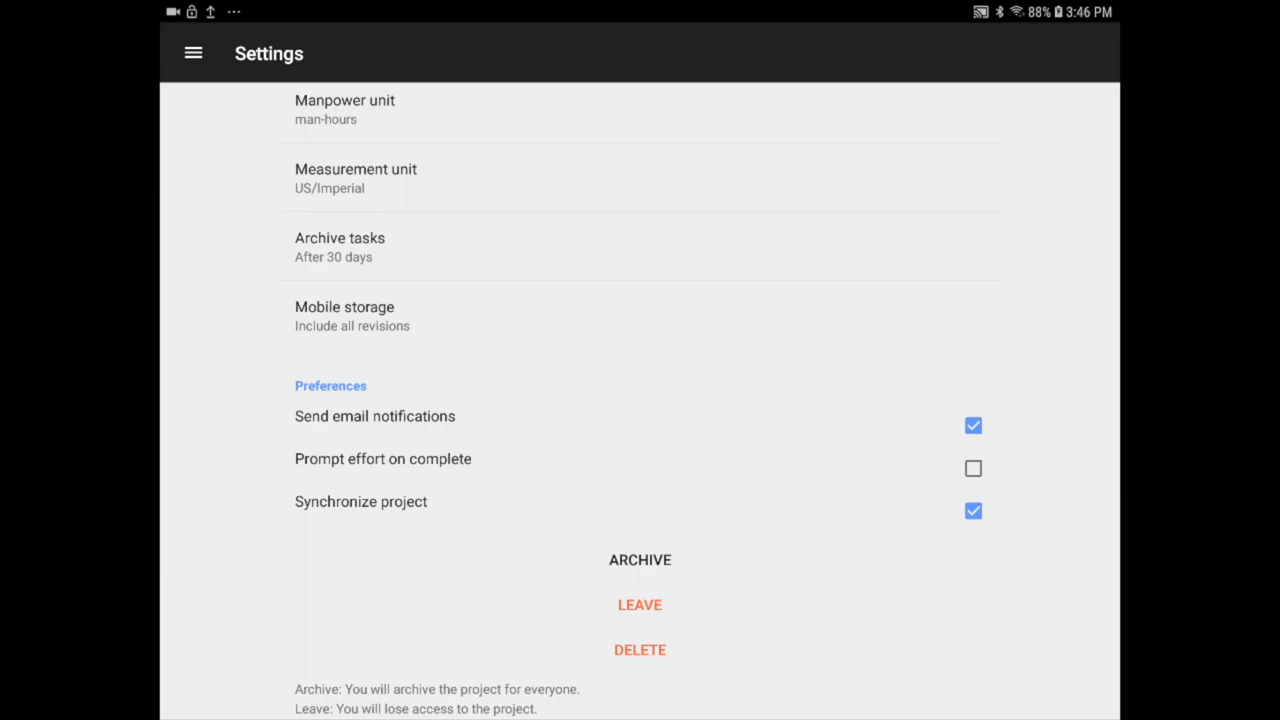 88% 3:46 PM
Settings
Manpower unit
man-hours
Measurement unit
US/Imperial
Archive tasks
After 30 days
Mobile storage
Include all revisions
Preferences
Send email notifications
Prompt effort on complete
Synchronize project
ARCHIVE
LEAVE
DELETE
Archive: You will archive the project for everyone.
Leave: You will lose access to the project.